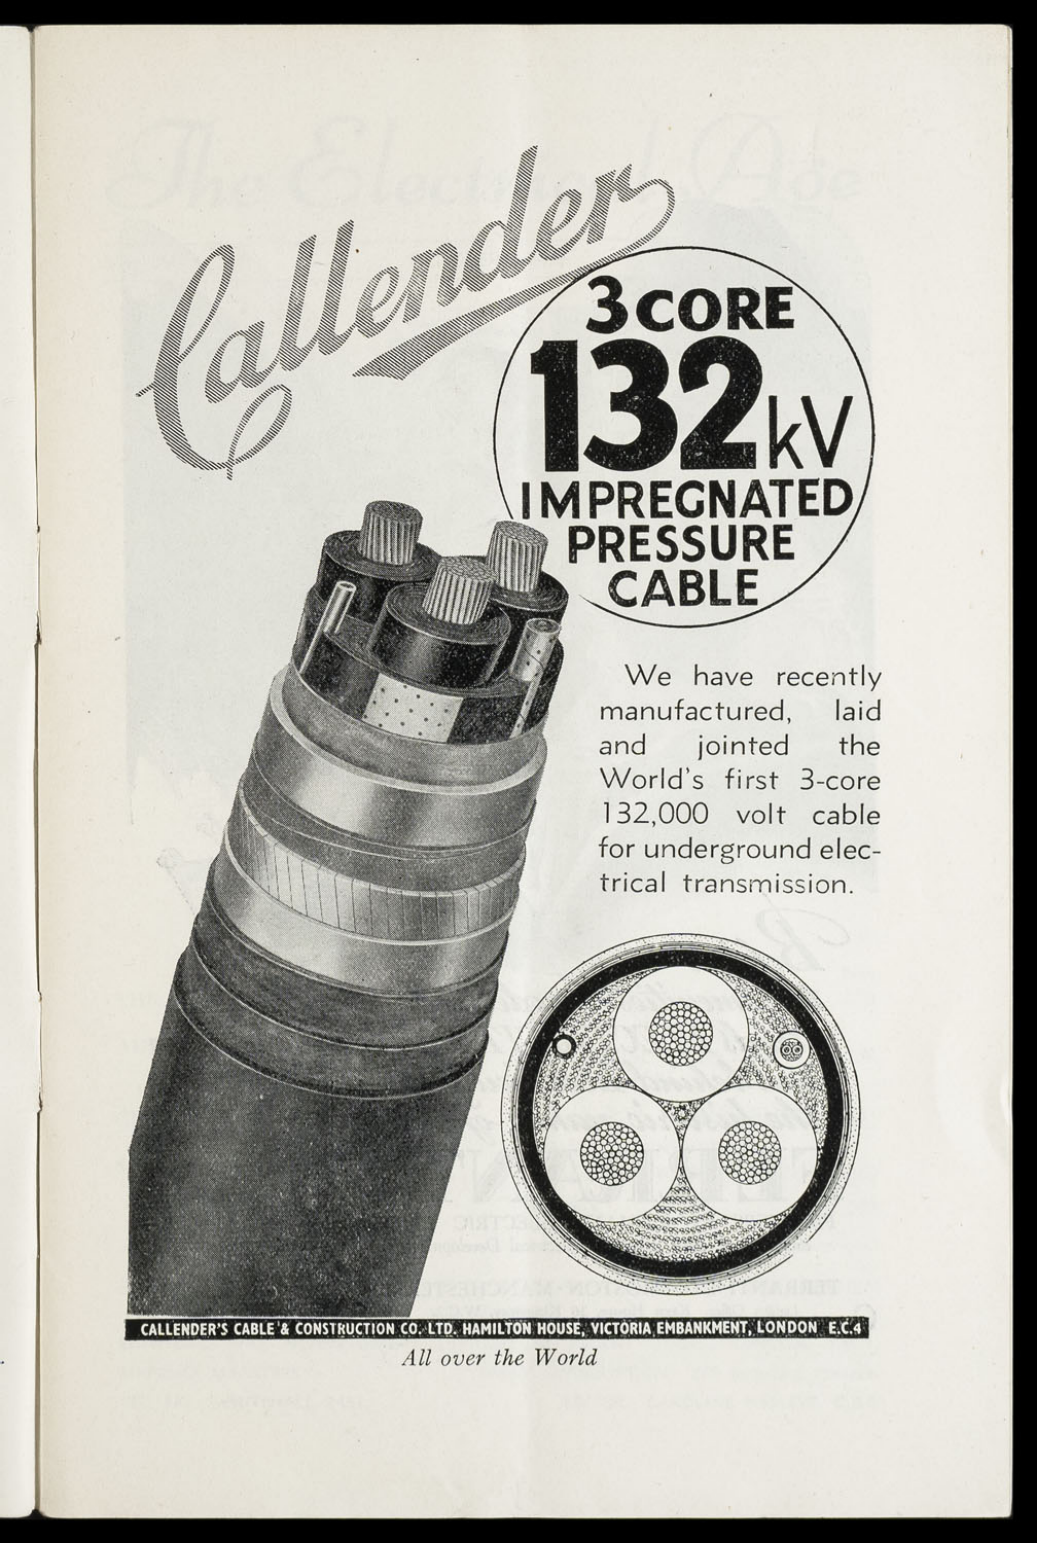 Callender
3 CORE
132 kV
IMPREGNATED
PRESSURE
CABLE
We have recently
manufactured, laid
and jointed the
World's first 3-core
132,000 volt cable
for underground elec-
trical transmission.
CALLENDER'S CABLE & CONSTRUCTION CO. LTD. HAMILTON HOUSE, VICTORIA EMBANKMENT, LONDON E.C.4
All over the World